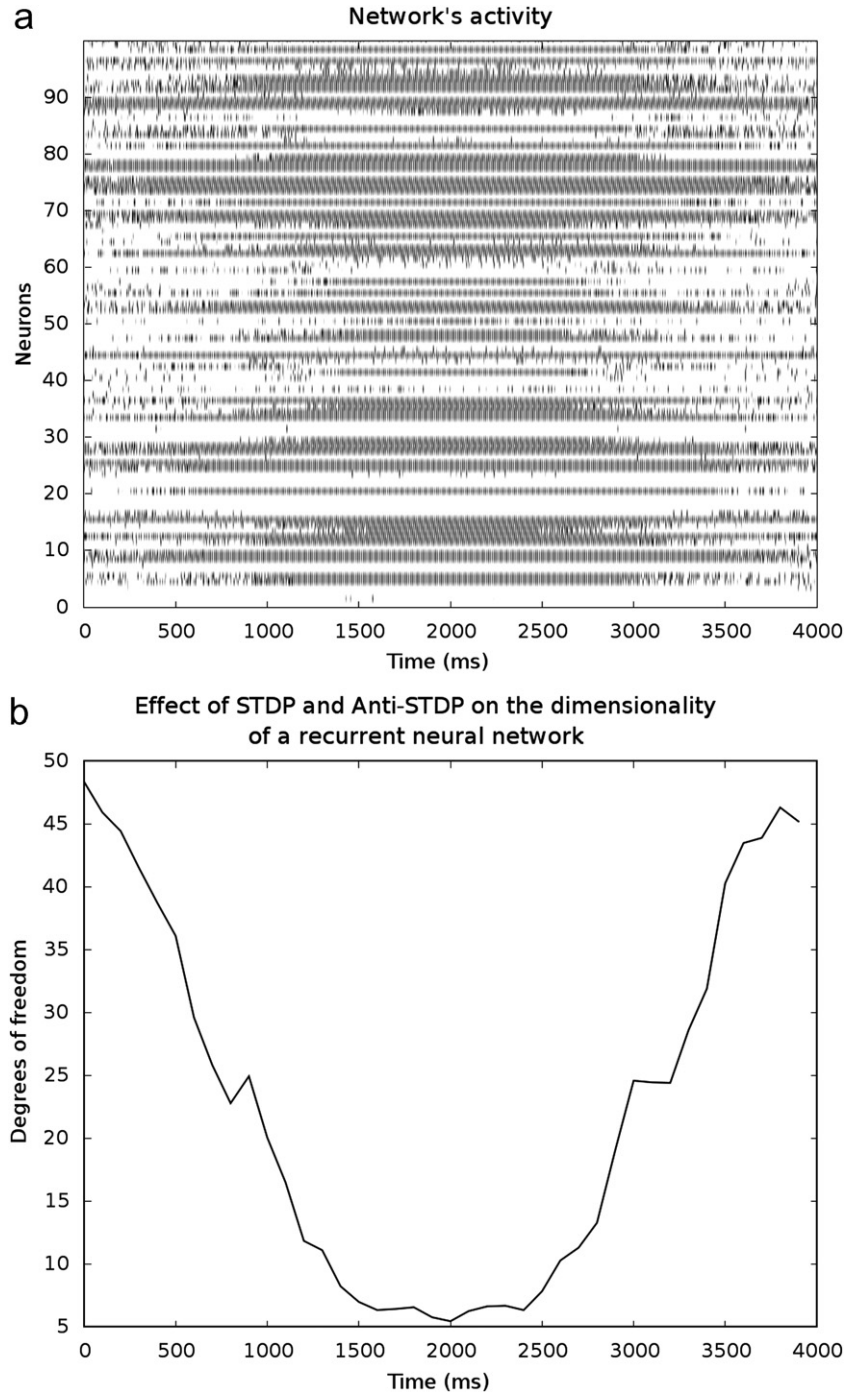 a
Network's activity
Neurons
90
80
70
60
50
40
30
20
10
0
0 500 1000 1500 2000 2500 3000 3500 4000
Time (ms)
b
Effect of STDP and Anti-STDP on the dimensionality
of a recurrent neural network
Degrees of freedom
50
45
40
35
30
25
20
15
10
5
0 500 1000 1500 2000 2500 3000 3500 4000
Time (ms)